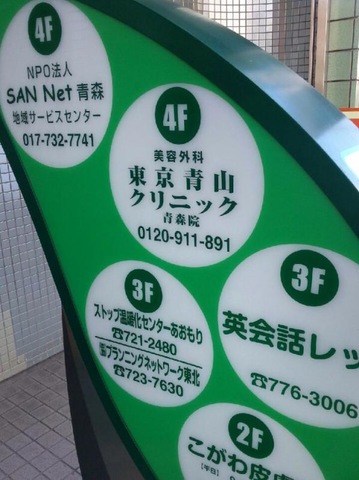 4F
NPO法人
SAN Net 青森
地域サービスセンター
017-732-7741
4F
美容外科
東京青山
クリニック
青森院
0120-911-891
3F
ストップ温暖化センターあおもり
☎721-2480
㈲プランニングネットワーク東北
☎723-7630
3F
英会話レッ
☎776-3006
2F
こがわ皮膚